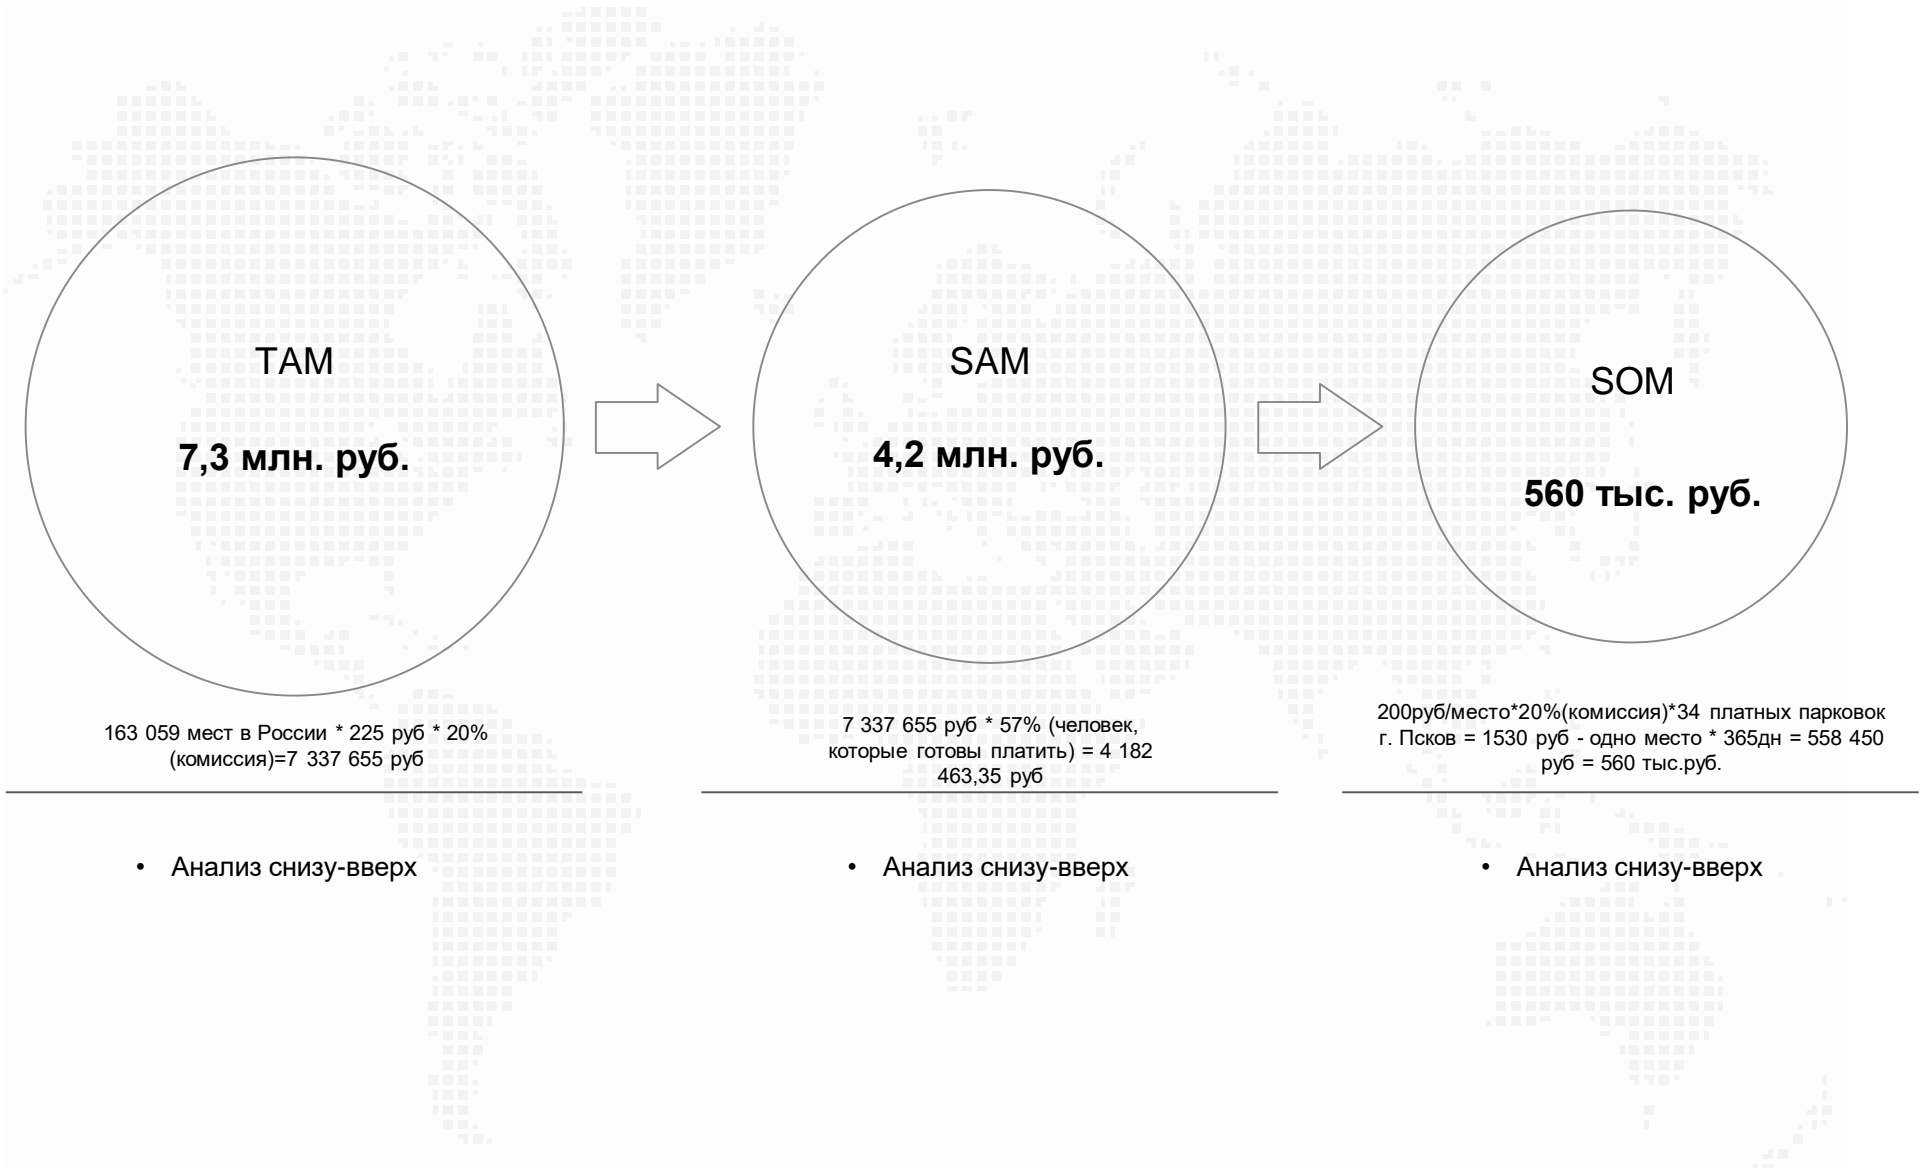 TAM
7,3 млн. руб.
163 059 мест в России * 225 руб * 20%
(комиссия)=7 337 655 руб
• Анализ снизу-вверх
SAM
4,2 млн. руб.
7 337 655 руб * 57% (человек,
которые готовы платить) = 4 182
463,35 руб
• Анализ снизу-вверх
SOM
560 тыс. руб.
200руб/место*20%(комиссия)*34 платных парковок
г. Псков = 1530 руб - одно место * 365дн = 558 450
руб = 560 тыс.руб.
• Анализ снизу-вверх